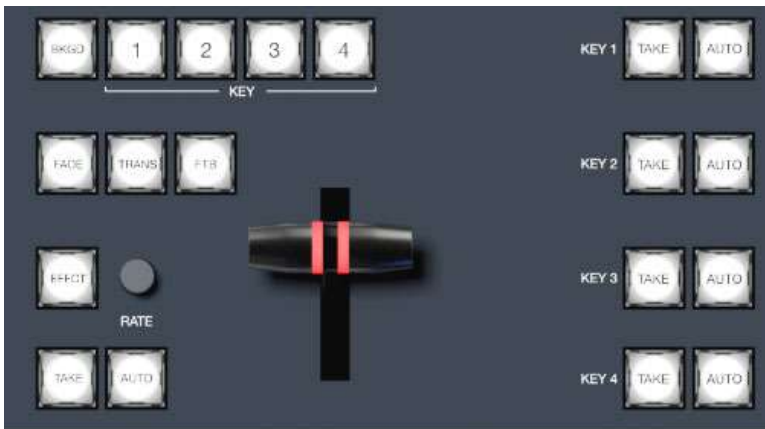 BKGD 1 2 3 4 KEY 1 TAKE AUTO
KEY
FADE TRANS FTB KEY 2 TAKE AUTO
EFFECT KEY 3 TAKE AUTO
RATE
TAKE AUTO KEY 4 TAKE AUTO